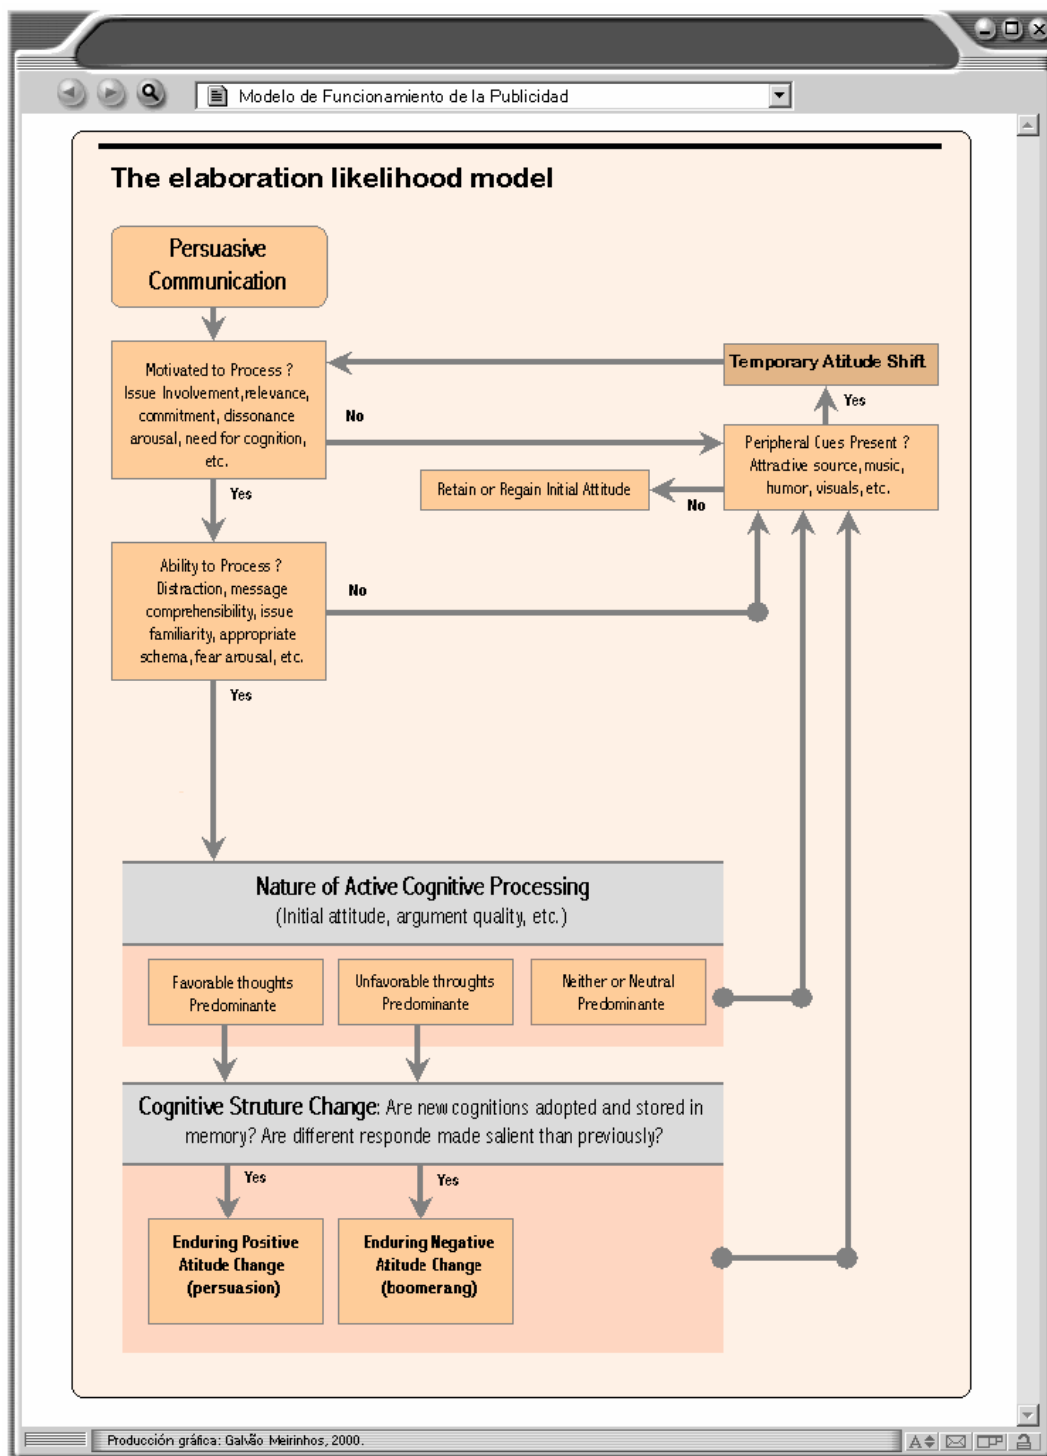 Modelo de Funcionamiento de la Publicidad
The elaboration likelihood model
Persuasive
Communication
Motivated to Process ?
Issue Involvement, relevance,
commitment, dissonance
arousal, need for cognition,
etc.
No
Yes
Temporary Atitude Shift
Yes
Peripheral Cues Present ?
Attractive source, music,
humor, visuals, etc.
No
Retain or Regain Initial Attitude
Ability to Process ?
Distraction, message
comprehensibility, issue
familiarity, appropriate
schema, fear arousal, etc.
No
Yes
Nature of Active Cognitive Processing
(Initial attitude, argument quality, etc.)
Favorable thoughts
Predominante
Unfavorable throughts
Predominante
Neither or Neutral
Predominante
Cognitive Struture Change: Are new cognitions adopted and stored in
memory? Are different responde made salient than previously?
Yes
Yes
Enduring Positive
Atitude Change
(persuasion)
Enduring Negative
Atitude Change
(boomerang)
Producción gráfica: Galvão Meirinhos, 2000.
A